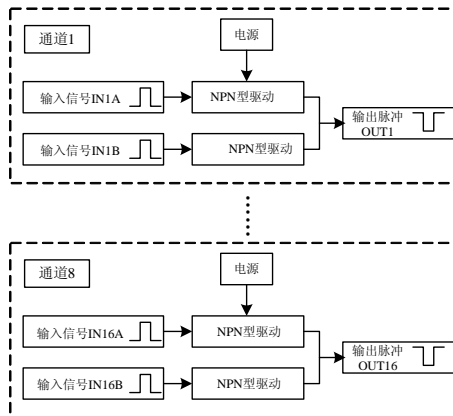 通道1
电源
输入信号IN1A
NPN型驱动
输入信号IN1B
NPN型驱动
输出脉冲
OUT1
通道8
电源
输入信号IN16A
NPN型驱动
输入信号IN16B
NPN型驱动
输出脉冲
OUT16